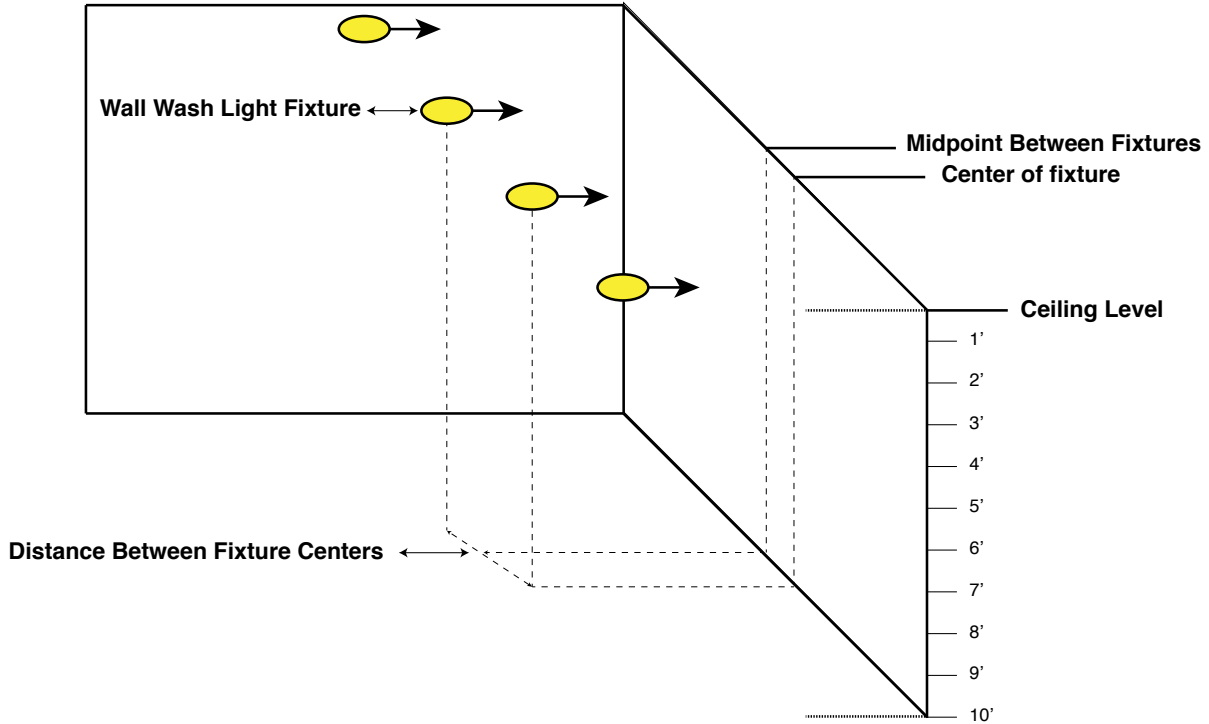 Wall Wash Light Fixture
Midpoint Between Fixtures
Center of fixture
Ceiling Level
1’
2’
3’
4’
5’
Distance Between Fixture Centers
6’
7’
8’
9’
10’